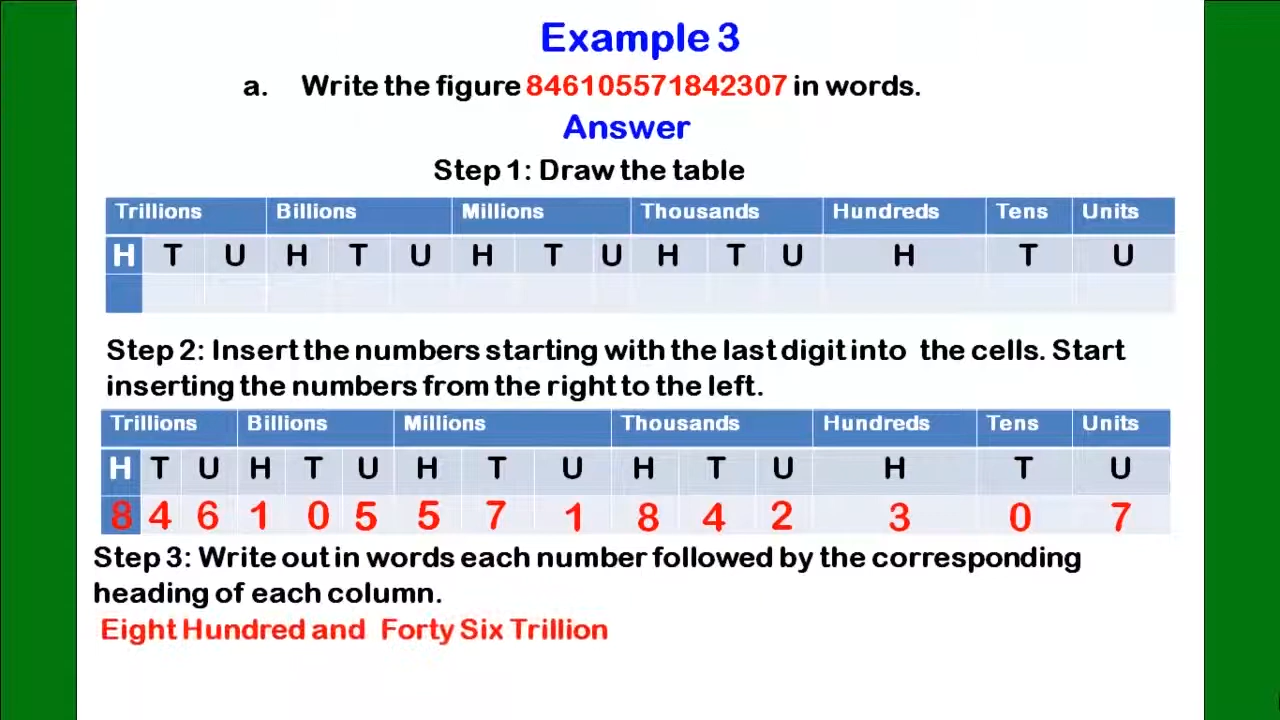 Example 3
a. Write the figure 846105571842307 in words.
Answer
Step 1: Draw the table
Trillions Billions Millions Thousands Hundreds Tens Units
H T U H T U H T U H T U H T U
Step 2: Insert the numbers starting with the last digit into the cells. Start
inserting the numbers from the right to the left.
Trillions Billions Millions Thousands Hundreds Tens Units
H T U H T U H T U H T U H T U
8 4 6 1 0 5 5 7 1 8 4 2 3 0 7
Step 3: Write out in words each number followed by the corresponding
heading of each column.
Eight Hundred and Forty Six Trillion